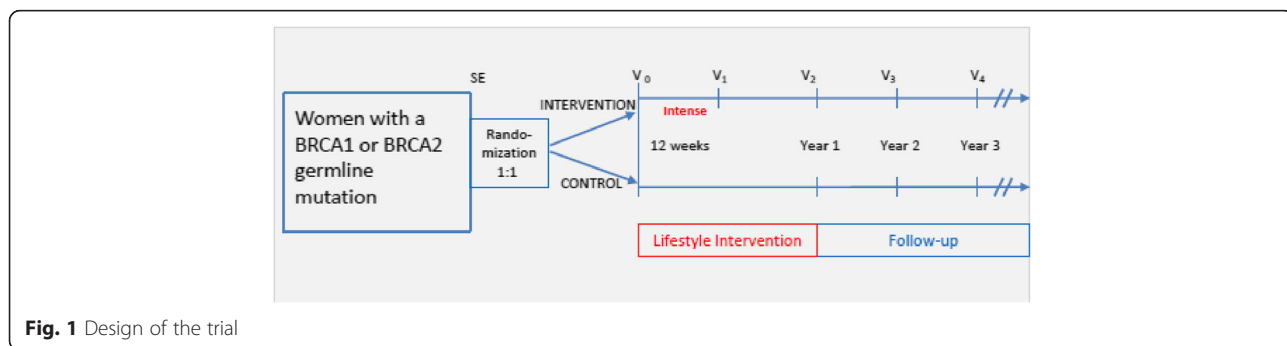 SE
V₀ V₁ V₂ V₃ V₄
INTERVENTION
Intense
Women with a
BRCA1 or BRCA2
germline
mutation
Rando-
mization
1:1
12 weeks Year 1 Year 2 Year 3
CONTROL
Lifestyle Intervention Follow-up
Fig. 1 Design of the trial